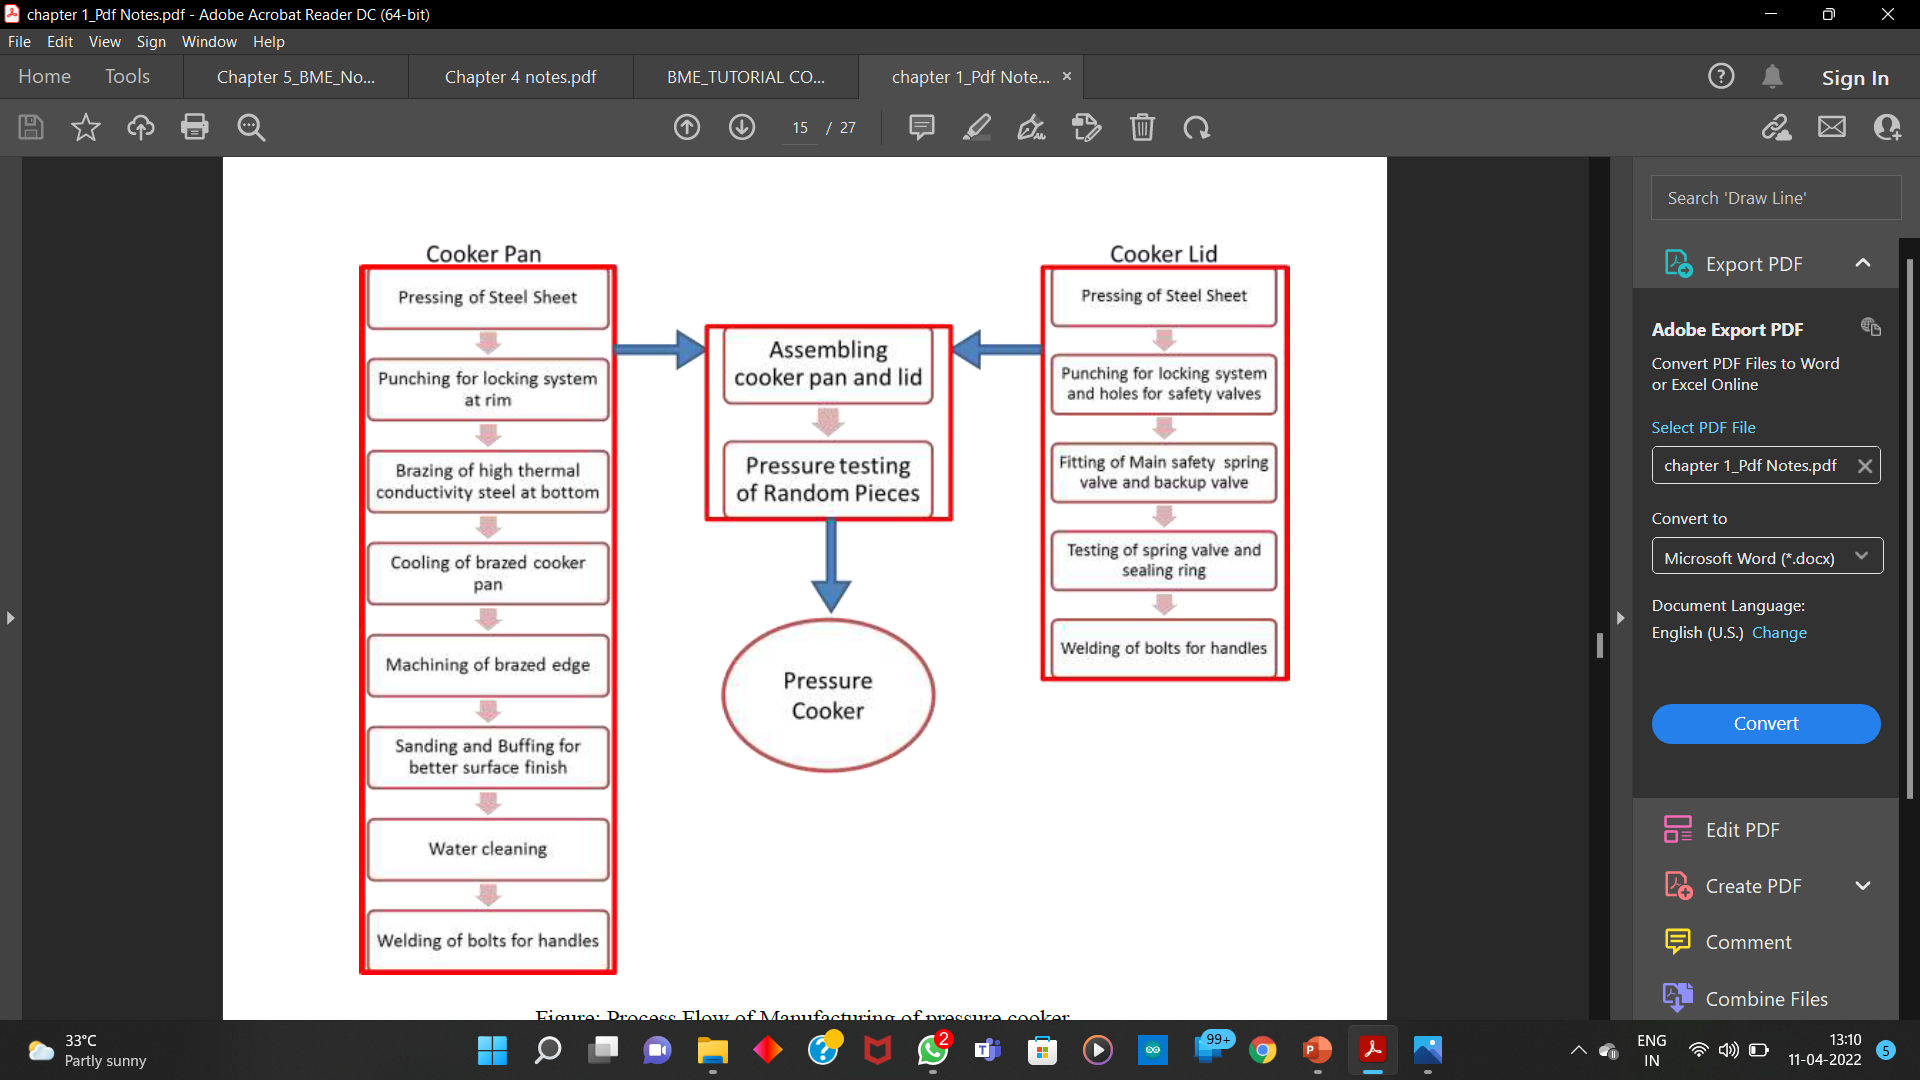 chapter 1_Pdf Notes.pdf - Adobe Acrobat Reader DC (64-bit)
File Edit View Sign Window Help
Home Tools Chapter 5_BME_No... Chapter 4 notes.pdf BME_TUTORIAL CO... chapter 1_Pdf Note... × Sign In
15 / 27
Search 'Draw Line'
Export PDF
Adobe Export PDF
Convert PDF Files to Word
or Excel Online
Select PDF File
chapter 1_Pdf Notes.pdf
Convert to
Microsoft Word (*.docx)
Document Language:
English (U.S.) Change
Convert
Edit PDF
Create PDF
Comment
Combine Files
Cooker Pan
Pressing of Steel Sheet
Punching for locking system
at rim
Brazing of high thermal
conductivity steel at bottom
Cooling of brazed cooker
pan
Machining of brazed edge
Sanding and Buffing for
better surface finish
Water cleaning
Welding of bolts for handles
Assembling
cooker pan and lid
Pressure testing
of Random Pieces
Pressure
Cooker
Cooker Lid
Pressing of Steel Sheet
Punching for locking system
and holes for safety valves
Fitting of Main safety spring
valve and backup valve
Testing of spring valve and
sealing ring
Welding of bolts for handles
Figure: Process Flow of Manufacturing of pressure cooker
33°C
Partly sunny
2
99+
ENG
IN
13:10
11-04-2022
5